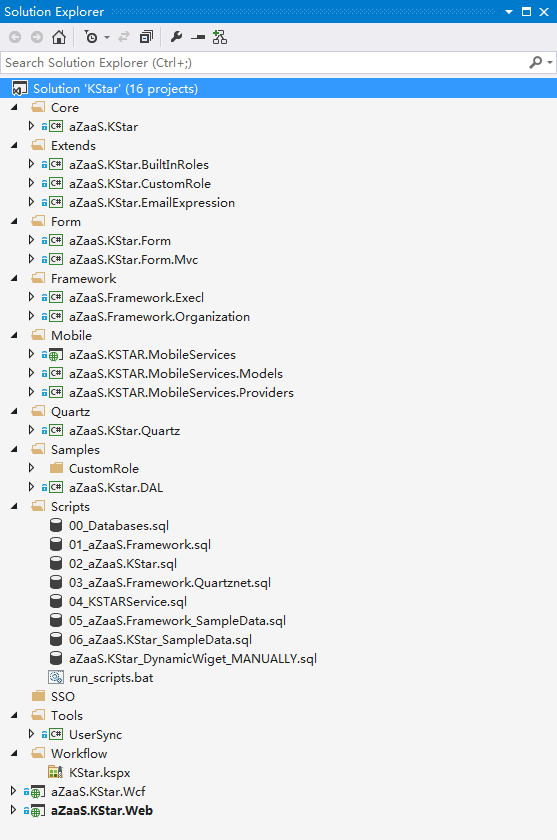 Solution Explorer
Search Solution Explorer (Ctrl+;)
Solution 'KStar' (16 projects)
Core
C# aZaaS.KStar
Extends
C# aZaaS.KStar.BuiltInRoles
C# aZaaS.KStar.CustomRole
C# aZaaS.KStar.EmailExpression
Form
C# aZaaS.KStar.Form
C# aZaaS.KStar.Form.Mvc
Framework
C# aZaaS.Framework.Execl
C# aZaaS.Framework.Organization
Mobile
aZaaS.KSTAR.MobileServices
C# aZaaS.KSTAR.MobileServices.Models
C# aZaaS.KSTAR.MobileServices.Providers
Quartz
C# aZaaS.KStar.Quartz
Samples
CustomRole
C# aZaaS.Kstar.DAL
Scripts
00_Databases.sql
01_aZaaS.Framework.sql
02_aZaaS.KStar.sql
03_aZaaS.Framework.Quartznet.sql
04_KSTARService.sql
05_aZaaS.Framework_SampleData.sql
06_aZaaS.KStar_SampleData.sql
aZaaS.KStar_DynamicWiget_MANUALLY.sql
run_scripts.bat
SSO
Tools
C# UserSync
Workflow
KStar.kspx
aZaaS.KStar.Wcf
aZaaS.KStar.Web